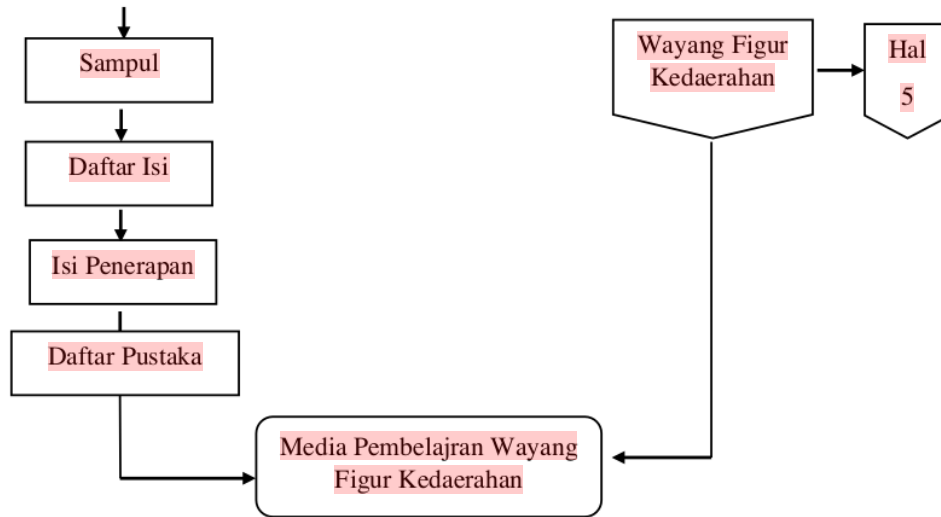 Sampul
Daftar Isi
Isi Penerapan
Daftar Pustaka
Wayang Figur
Kedaerahan
Hal
5
Media Pembelajran Wayang
Figur Kedaerahan